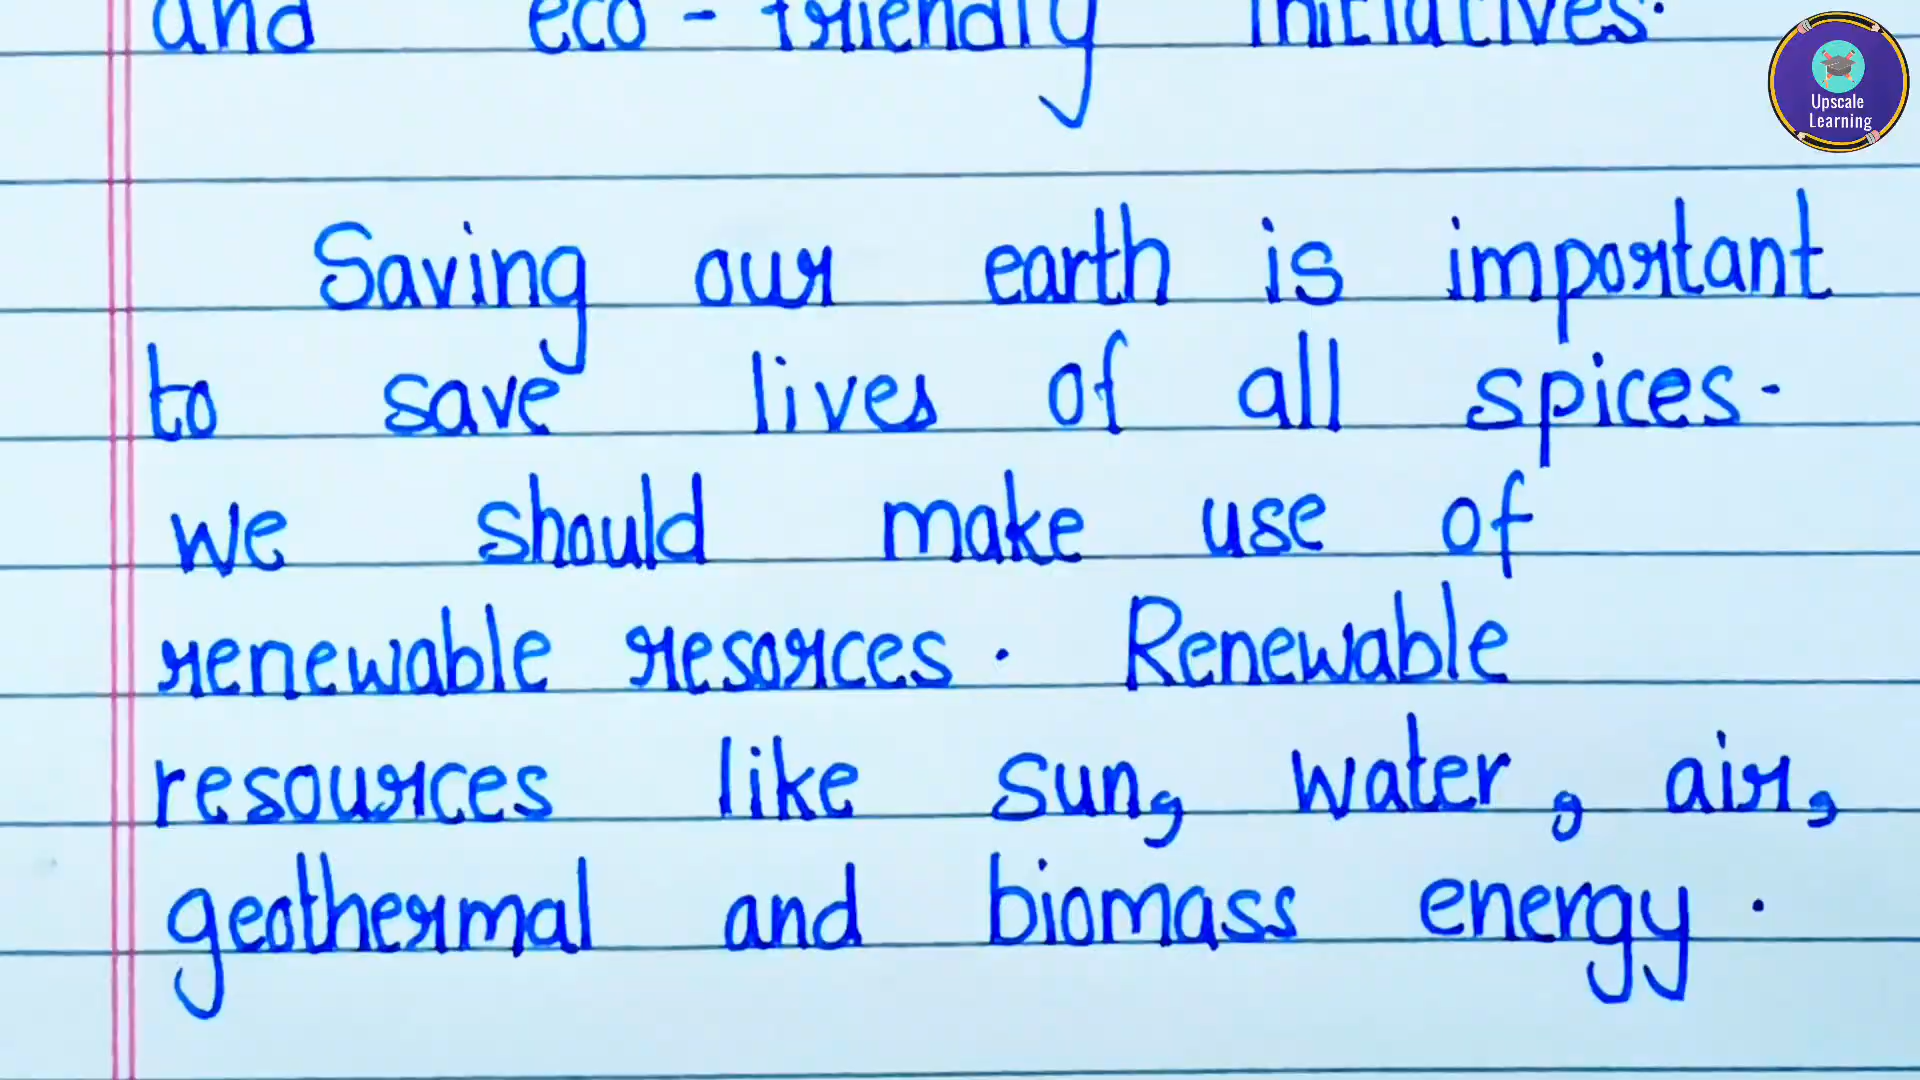 and eco - friendly initiatives.
Upscale
Learning
Saving our earth is important
to save lives of all spices.
we should make use of
renewable resorces. Renewable
resources like sun, water, air,
geothermal and biomass energy.